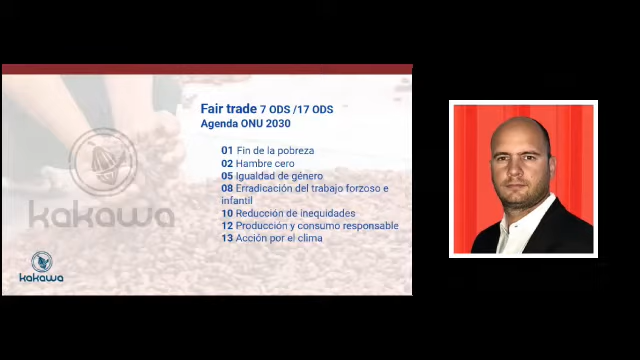 Fair trade 7 ODS /17 ODS
Agenda ONU 2030
01 Fin de la pobreza
02 Hambre cero
05 Igualdad de género
08 Erradicación del trabajo forzoso e
infantil
10 Reducción de inequidades
12 Producción y consumo responsable
13 Acción por el clima
kakawa
kakawa